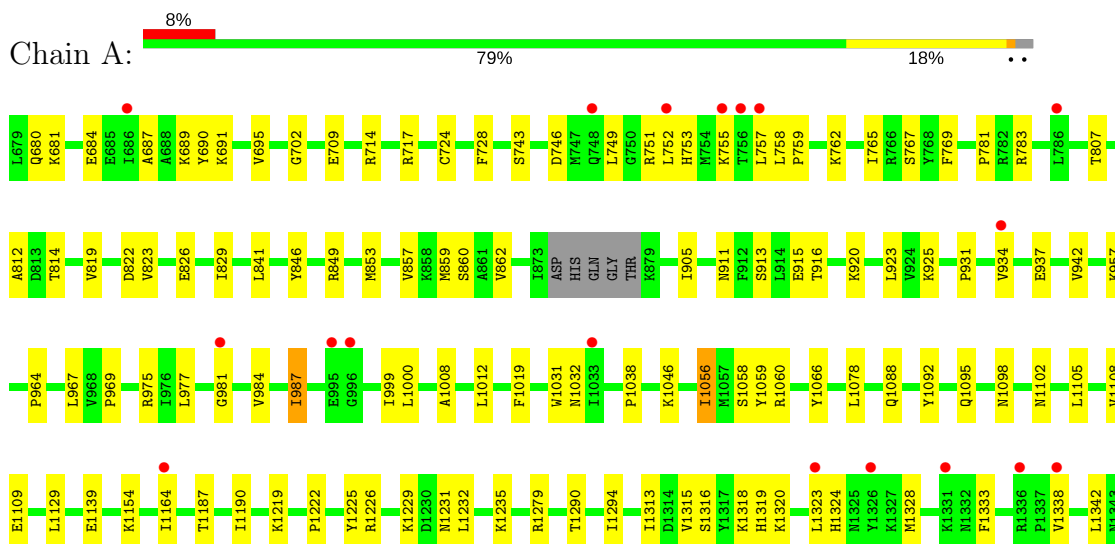 8%
Chain A:
79%
18%
L679 Q680 K681 E684 E685 I686 A687 A688 K689 Y690 K691 V695 G702 E709 R714 R717 C724 F728 S743 D746 M747 Q748 L749 G750 R751 L752 H753 M754 K755 T756 L757 L758 P759 K762 I765 R766 S767 Y768 F769 P781 R782 R783 L786 T807
A812 D813 T814 V819 D822 V823 E826 I829 L841 Y846 R849 M853 V857 K858 M859 S860 A861 V862 I873 ASP HIS GLN GLY THR K879 I905 N911 F912 S913 L914 E915 T916 K920 L923 V924 K925 P931 V934 E937 V942 K957
P964 L967 V968 P969 R975 I976 L977 G981 V984 I987 E995 G996 I999 L1000 A1008 L1012 F1019 W1031 N1032 I1033 P1038 K1046 I1056 M1057 S1058 Y1059 R1060 Y1066 L1078 Q1088 Y1092 Q1095 N1098 N1102 L1105 V1108
E1109 L1129 E1139 K1154 I1164 T1187 I1190 K1219 P1222 Y1225 R1226 K1229 D1230 N1231 L1232 K1235 R1279 T1290 I1294 I1313 D1314 V1315 S1316 Y1317 K1318 H1319 K1320 L1323 H1324 N1325 Y1326 K1327 M1328 K1331 N1332 F1333 R1336 P1337 V1338 L1342 N1343